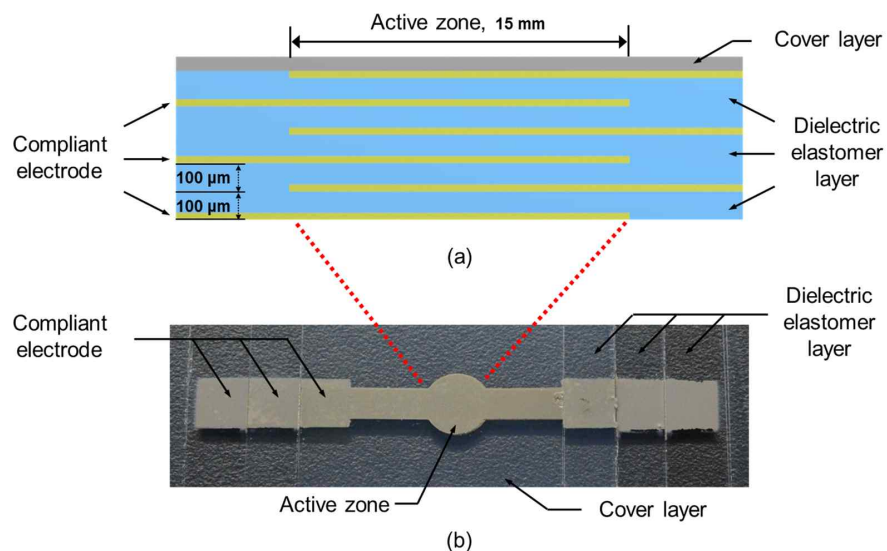 Active zone, 15 mm
Cover layer
Compliant
electrode
Dielectric
elastomer
layer
100 µm
100 µm
(a)
Compliant
electrode
Dielectric
elastomer
layer
Active zone
Cover layer
(b)